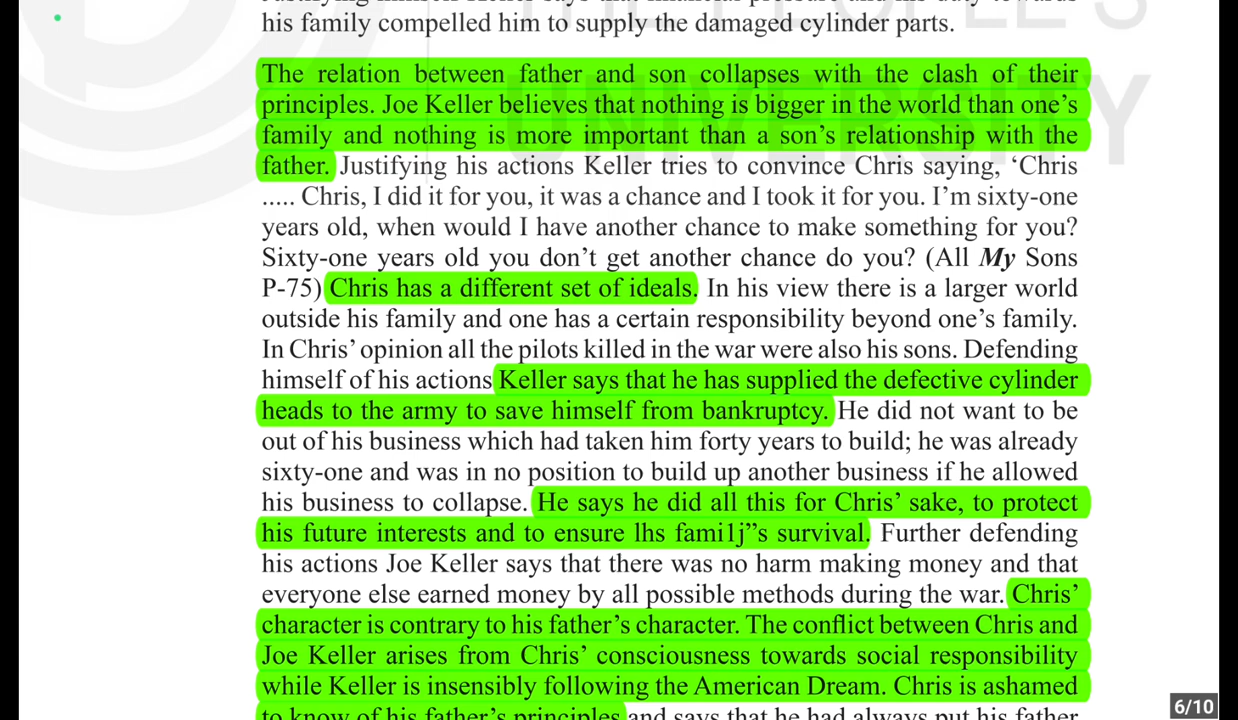 his family compelled him to supply the damaged cylinder parts.
The relation between father and son collapses with the clash of their
principles. Joe Keller believes that nothing is bigger in the world than one's
family and nothing is more important than a son's relationship with the
father. Justifying his actions Keller tries to convince Chris saying, ‘Chris
..... Chris, I did it for you, it was a chance and I took it for you. I’m sixty-one
years old, when would I have another chance to make something for you?
Sixty-one years old you don’t get another chance do you? (All My Sons
P-75) Chris has a different set of ideals. In his view there is a larger world
outside his family and one has a certain responsibility beyond one’s family.
In Chris’ opinion all the pilots killed in the war were also his sons. Defending
himself of his actions Keller says that he has supplied the defective cylinder
heads to the army to save himself from bankruptcy. He did not want to be
out of his business which had taken him forty years to build; he was already
sixty-one and was in no position to build up another business if he allowed
his business to collapse. He says he did all this for Chris’ sake, to protect
his future interests and to ensure lhs fami1j”s survival. Further defending
his actions Joe Keller says that there was no harm making money and that
everyone else earned money by all possible methods during the war. Chris’
character is contrary to his father’s character. The conflict between Chris and
Joe Keller arises from Chris’ consciousness towards social responsibility
while Keller is insensibly following the American Dream. Chris is ashamed
to know of his father’s principles and says that he had always put his father
UNIVERSITY
6/10